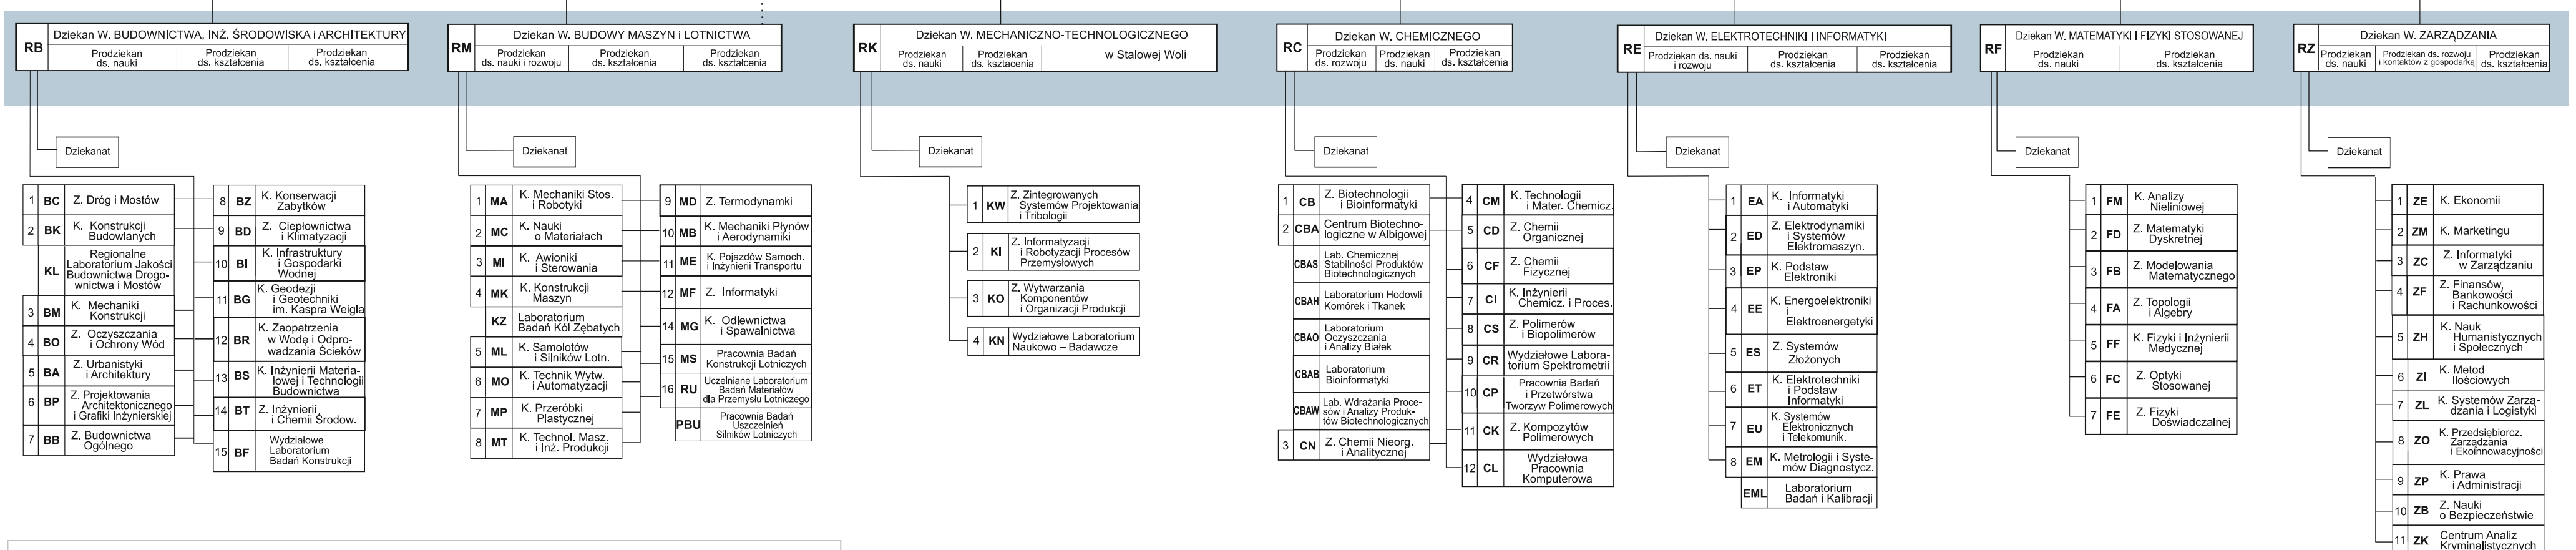 RB
Dziekan W. BUDOWNICTWA, INŻ. ŚRODOWISKA i ARCHITEKTURY
Prodziekan
ds. nauki
Prodziekan
ds. kształcenia
Prodziekan
ds. kształcenia
Dziekanat
1 BC Z. Dróg i Mostów
2 BK K. Konstrukcji
Budowlanych
KL Regionalne
Laboratorium Jakości
Budownictwa Drogo-
wnictwa i Mostów
3 BM K. Mechaniki
Konstrukcji
4 BO Z. Oczyszczania
i Ochrony Wód
5 BA Z. Urbanistyki
i Architektury
6 BP Z. Projektowania
Architektonicznego
i Grafiki Inżynierskiej
7 BB Z. Budownictwa
Ogólnego
8 BZ K. Konserwacji
Zabytków
9 BD Z. Ciepłownictwa
i Klimatyzacji
10 BI K. Infrastruktury
i Gospodarki
Wodnej
11 BG K. Geodezji
i Geotechniki
im. Kaspra Weigla
12 BR K. Zaopatrzenia
w Wodę i Odpro-
wadzania Ścieków
13 BS K. Inżynierii Materia-
łowej i Technologii
Budownictwa
14 BT Z. Inżynierii
i Chemii Środow.
15 BF Wydziałowe
Laboratorium
Badań Konstrukcji
RM
Dziekan W. BUDOWY MASZYN i LOTNICTWA
Prodziekan
ds. nauki i rozwoju
Prodziekan
ds. kształcenia
Prodziekan
ds. kształcenia
Dziekanat
1 MA K. Mechaniki Stos.
i Robotyki
2 MC K. Nauki
o Materiałach
3 MI K. Awioniki
i Sterowania
4 MK K. Konstrukcji
Maszyn
KZ Laboratorium
Badań Kół Zębatych
5 ML K. Samolotów
i Silników Lotn.
6 MO K. Technik Wytw.
i Automatyzacji
7 MP K. Przeróbki
Plastycznej
8 MT K. Technol. Masz.
i Inż. Produkcji
9 MD Z. Termodynamki
10 MB K. Mechaniki Płynów
i Aerodynamiki
11 ME K. Pojazdów Samoch.
i Inżynierii Transportu
12 MF Z. Informatyki
14 MG K. Odlewnictwa
i Spawalnictwa
15 MS Pracownia Badań
Konstrukcji Lotniczych
16 RU Uczelniane Laboratorium
Badań Materiałów
dla Przemysłu Lotniczego
PBU Pracownia Badań
Uszczelnień
Silników Lotniczych
RK
Dziekan W. MECHANICZNO-TECHNOLOGICZNEGO
Prodziekan
ds. nauki
Prodziekan
ds. kształcenia
w Stalowej Woli
Dziekanat
1 KW Z. Zintegrowanych
Systemów Projektowania
i Tribologii
2 KI Z. Informatyzacji
i Robotyzacji Procesów
Przemysłowych
3 KO Z. Wytwarzania
Komponentów
i Organizacji Produkcji
4 KN Wydziałowe Laboratorium
Naukowo – Badawcze
RC
Dziekan W. CHEMICZNEGO
Prodziekan
ds. rozwoju
Prodziekan
ds. nauki
Prodziekan
ds. kształcenia
Dziekanat
1 CB Z. Biotechnologii
i Bioinformatyki
2 CBA Centrum Biotechno-
logiczne w Albigowej
CBAS Lab. Chemicznej
Stabilności Produktów
Biotechnologicznych
CBAH Laboratorium Hodowli
Komórek i Tkanek
CBAO Laboratorium
Oczyszczania
i Analizy Białek
CBAB Laboratorium
Bioinformatyki
CBAW Lab. Wdrażania Proce-
sów i Analizy Produk-
tów Biotechnologicznych
3 CN Z. Chemii Nieorg.
i Analitycznej
4 CM K. Technologii
i Mater. Chemicz.
5 CD Z. Chemii
Organicznej
6 CF Z. Chemii
Fizycznej
7 CI K. Inżynierii
Chemicz. i Proces.
8 CS Z. Polimerów
i Biopolimerów
9 CR Wydziałowe Labora-
torium Spektrometrii
10 CP Pracownia Badań
i Przetwórstwa
Tworzyw Polimerowych
11 CK Z. Kompozytów
Polimerowych
12 CL Wydziałowa
Pracownia
Komputerowa
RE
Dziekan W. ELEKTROTECHNIKI I INFORMATYKI
Prodziekan ds. nauki
i rozwoju
Prodziekan
ds. kształcenia
Prodziekan
ds. kształcenia
Dziekanat
1 EA K. Informatyki
i Automatyki
2 ED Z. Elektrodynamiki
i Systemów
Elektromaszyn.
3 EP K. Podstaw
Elektroniki
4 EE K. Energoelektroniki
i
Elektroenergetyki
5 ES Z. Systemów
Złożonych
6 ET K. Elektrotechniki
i Podstaw
Informatyki
7 EU K. Systemów
Elektronicznych
i Telekomunik.
8 EM K. Metrologii i Syste-
mów Diagnostycz.
EML Laboratorium
Badań i Kalibracji
RF
Dziekan W. MATEMATYKI I FIZYKI STOSOWANEJ
Prodziekan
ds. nauki
Prodziekan
ds. kształcenia
Dziekanat
1 FM K. Analizy
Nieliniowej
2 FD Z. Matematyki
Dyskretnej
3 FB Z. Modelowania
Matematycznego
4 FA Z. Topologii
i Algebry
5 FF K. Fizyki i Inżynierii
Medycznej
6 FC Z. Optyki
Stosowanej
7 FE Z. Fizyki
Doświadczalnej
RZ
Dziekan W. ZARZĄDZANIA
Prodziekan
ds. nauki
Prodziekan ds, rozwoju
i kontaktów z gospodarką
Prodziekan
ds. kształcenia
Dziekanat
1 ZE K. Ekonomii
2 ZM K. Marketingu
3 ZC Z. Informatyki
w Zarządzaniu
4 ZF Z. Finansów,
Bankowości
i Rachunkowości
5 ZH K. Nauk
Humanistycznych
i Społecznych
6 ZI K. Metod
Ilościowych
7 ZL K. Systemów Zarzą-
dzania i Logistyki
8 ZO K. Przedsiębiorcz.
Zarządzania
i Ekoinnowacyjności
9 ZP K. Prawa
i Administracji
10 ZB Z. Nauki
o Bezpieczeństwie
11 ZK Centrum Analiz
Kryminalistycznych